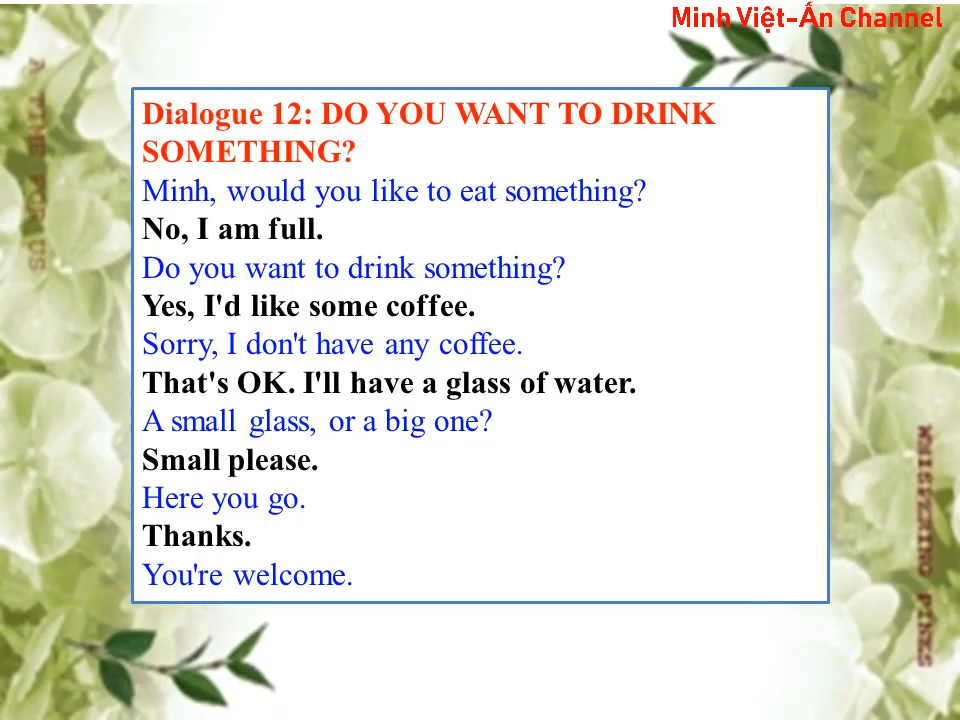 Minh Việt-Ấn Channel
Dialogue 12: DO YOU WANT TO DRINK
SOMETHING?
Minh, would you like to eat something?
No, I am full.
Do you want to drink something?
Yes, I'd like some coffee.
Sorry, I don't have any coffee.
That's OK. I'll have a glass of water.
A small glass, or a big one?
Small please.
Here you go.
Thanks.
You're welcome.
WHISPERING PINES